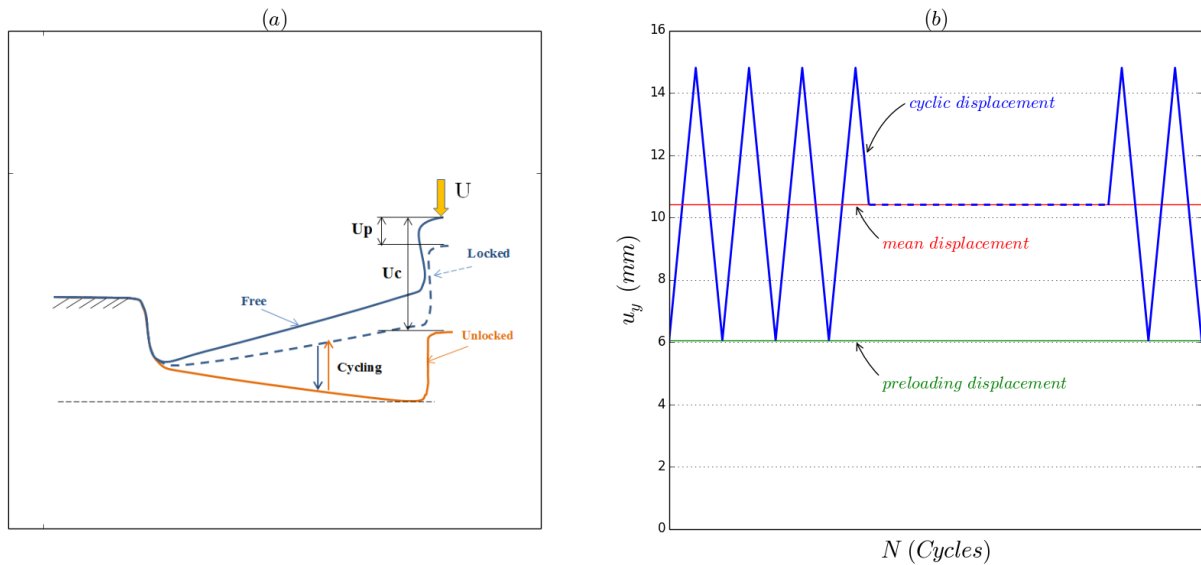 (a)
U
Up
Locked
Uc
Free
Unlocked
Cycling
(b)
16
14
12
10
8
6
4
2
0
u_y (mm)
cyclic displacement
mean displacement
preloading displacement
N (Cycles)